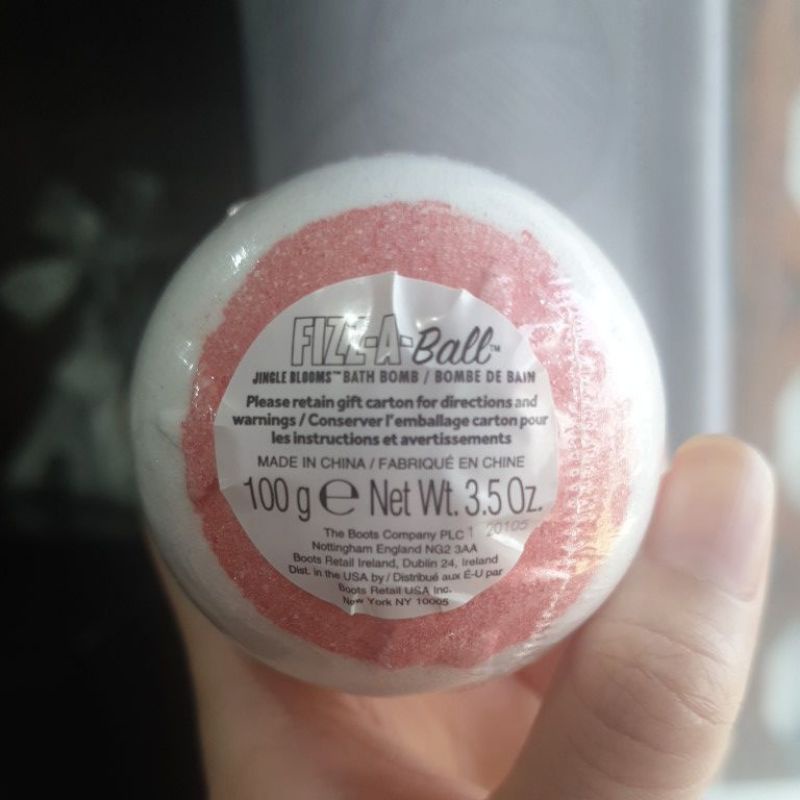 FIZZ-A-Ball™
JINGLE BLOOMS™ BATH BOMB / BOMBE DE BAIN
Please retain gift carton for directions and
warnings / Conserver l'emballage carton pour
les instructions et avertissements
MADE IN CHINA / FABRIQUÉ EN CHINE
100 g ℮ Net Wt. 3.5 Oz.
The Boots Company PLC 1 20105
Nottingham England NG2 3AA
Boots Retail Ireland, Dublin 24, Ireland
Dist. in the USA by / Distribué aux É-U par
Boots Retail USA Inc.
New York NY 10005